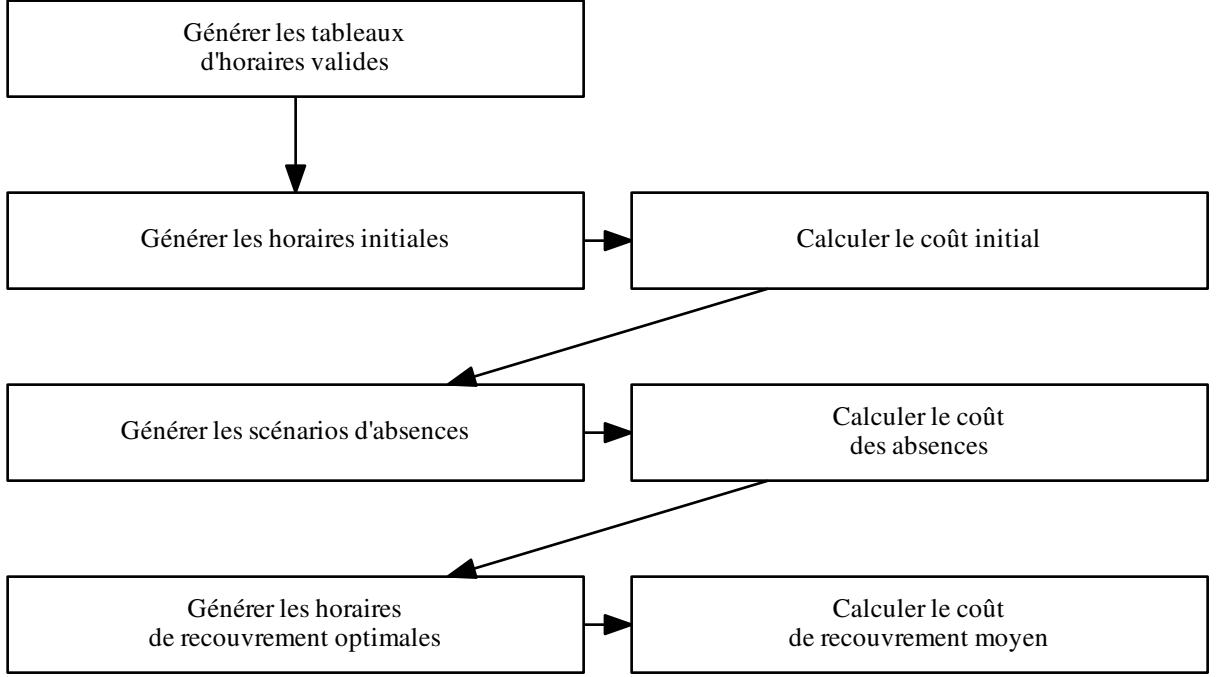 Générer les tableaux
d'horaires valides
Générer les horaires initiales
Calculer le coût initial
Générer les scénarios d'absences
Calculer le coût
des absences
Générer les horaires
de recouvrement optimales
Calculer le coût
de recouvrement moyen